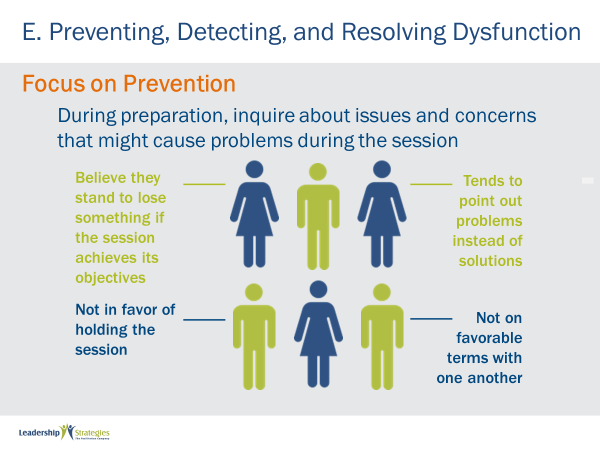 E. Preventing, Detecting, and Resolving Dysfunction
Focus on Prevention
During preparation, inquire about issues and concerns
that might cause problems during the session
Believe they
stand to lose
something if
the session
achieves its
objectives
Tends to
point out
problems
instead of
solutions
Not in favor of
holding the
session
Not on
favorable
terms with
one another
Leadership Strategies
The Facilitation Company